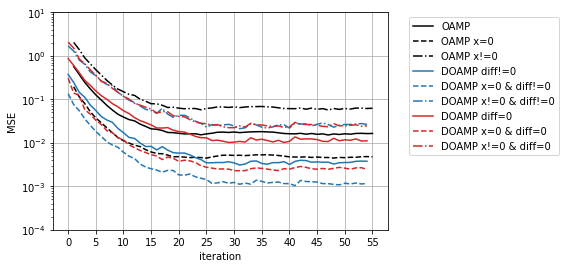 10¹
10⁰
10⁻¹
10⁻²
10⁻³
10⁻⁴
MSE
0 5 10 15 20 25 30 35 40 45 50 55
iteration
OAMP
OAMP x=0
OAMP x!=0
DOAMP diff!=0
DOAMP x=0 & diff!=0
DOAMP x!=0 & diff!=0
DOAMP diff=0
DOAMP x=0 & diff=0
DOAMP x!=0 & diff=0